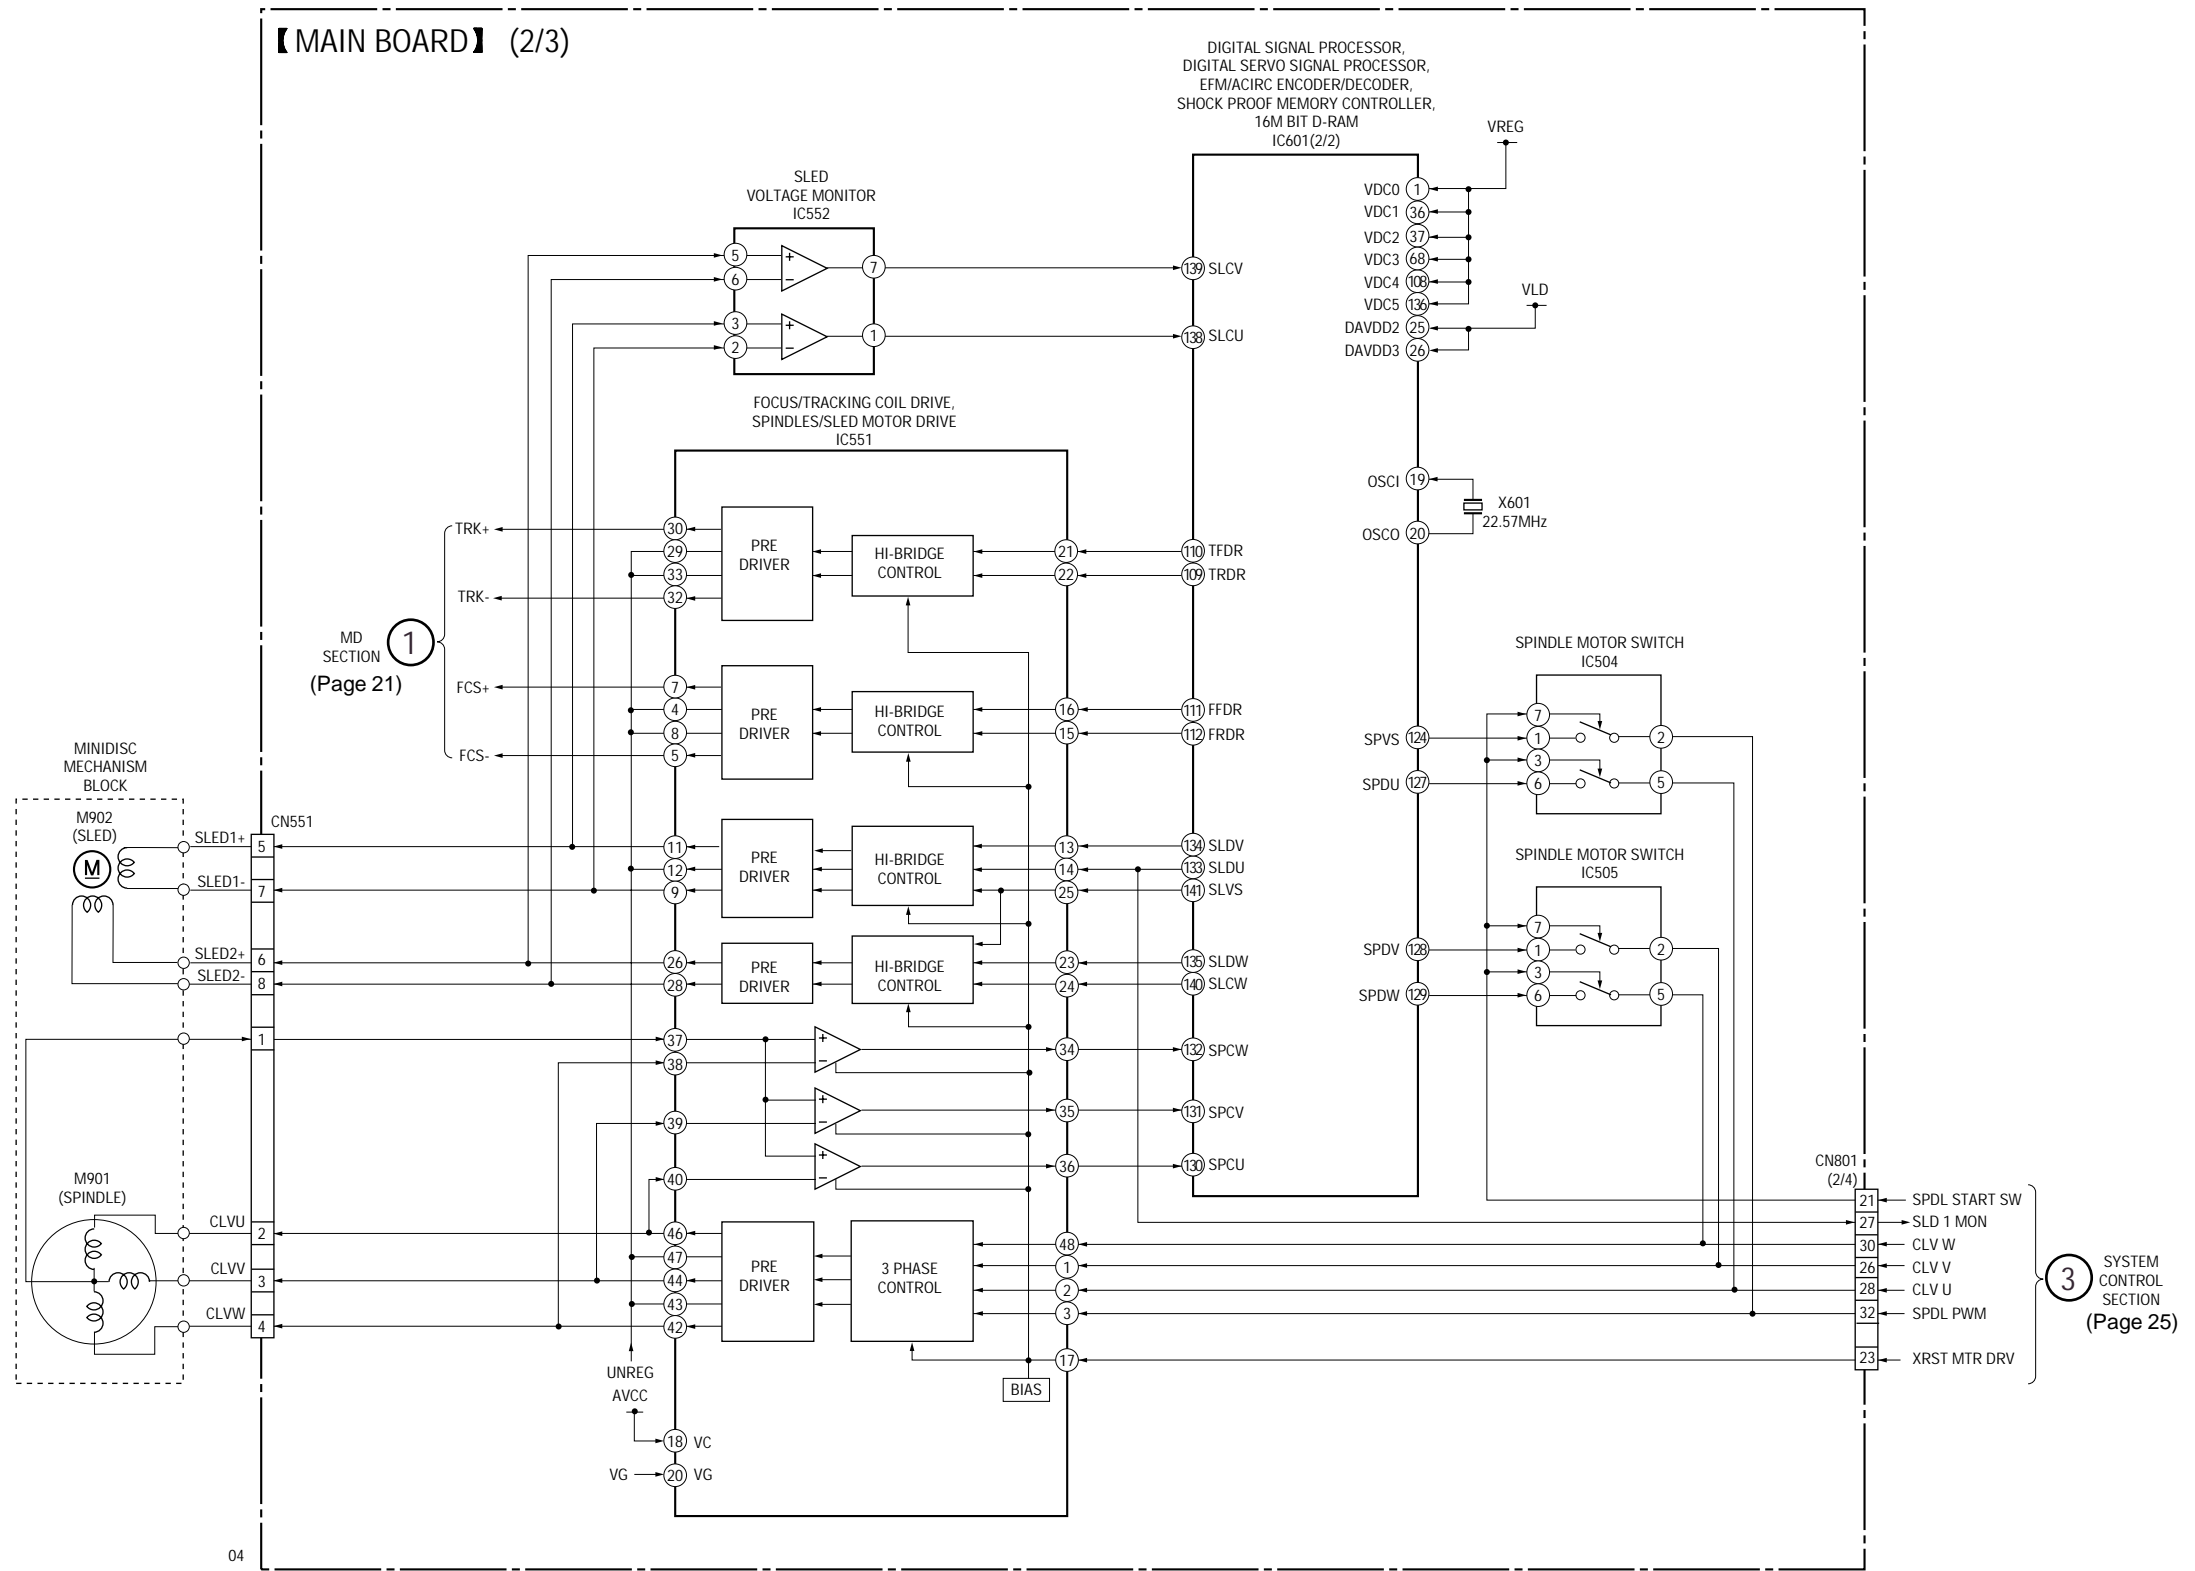 【MAIN BOARD】 (2/3)
DIGITAL SIGNAL PROCESSOR,
DIGITAL SERVO SIGNAL PROCESSOR,
EFM/ACIRC ENCODER/DECODER,
SHOCK PROOF MEMORY CONTROLLER,
16M BIT D-RAM
IC601(2/2)
VREG
VDC0 1
VDC1 36
VDC2 37
VDC3 68
VDC4 108
VDC5 136
VLD
DAVDD2 25
DAVDD3 26
OSCI 19
X601
22.57MHz
OSCO 20
SLED
VOLTAGE MONITOR
IC552
5 + 7
6 −
3 + 1
2 −
139 SLCV
138 SLCU
FOCUS/TRACKING COIL DRIVE,
SPINDLES/SLED MOTOR DRIVE
IC551
TRK+ 30
29
33
TRK- 32
PRE
DRIVER
HI-BRIDGE
CONTROL
21 110 TFDR
22 109 TRDR
MD
SECTION
1
(Page 21)
FCS+ 7
4
8
FCS- 5
PRE
DRIVER
HI-BRIDGE
CONTROL
16 111 FFDR
15 112 FRDR
SPINDLE MOTOR SWITCH
IC504
7
SPVS 124 1 2
3
SPDU 127 6 5
MINIDISC
MECHANISM
BLOCK
M902
(SLED)
M
CN551
SLED1+ 5
SLED1- 7
SLED2+ 6
SLED2- 8
1
11
12
9
PRE
DRIVER
HI-BRIDGE
CONTROL
13 134 SLDV
14 133 SLDU
25 141 SLVS
26
28
PRE
DRIVER
HI-BRIDGE
CONTROL
23 135 SLDW
24 140 SLCW
SPINDLE MOTOR SWITCH
IC505
7
SPDV 128 1 2
3
SPDW 129 6 5
37 + 34 132 SPCW
38 −
+ 35 131 SPCV
39 −
+ 36 130 SPCU
40 −
M901
(SPINDLE)
CLVU 2
CLVV 3
CLVW 4
46
47
44
43
42
PRE
DRIVER
3 PHASE
CONTROL
48
1
2
3
17
BIAS
UNREG
AVCC
18 VC
VG 20 VG
CN801
(2/4)
21 SPDL START SW
27 SLD 1 MON
30 CLV W
26 CLV V
28 CLV U
32 SPDL PWM
23 XRST MTR DRV
3
SYSTEM
CONTROL
SECTION
(Page 25)
04